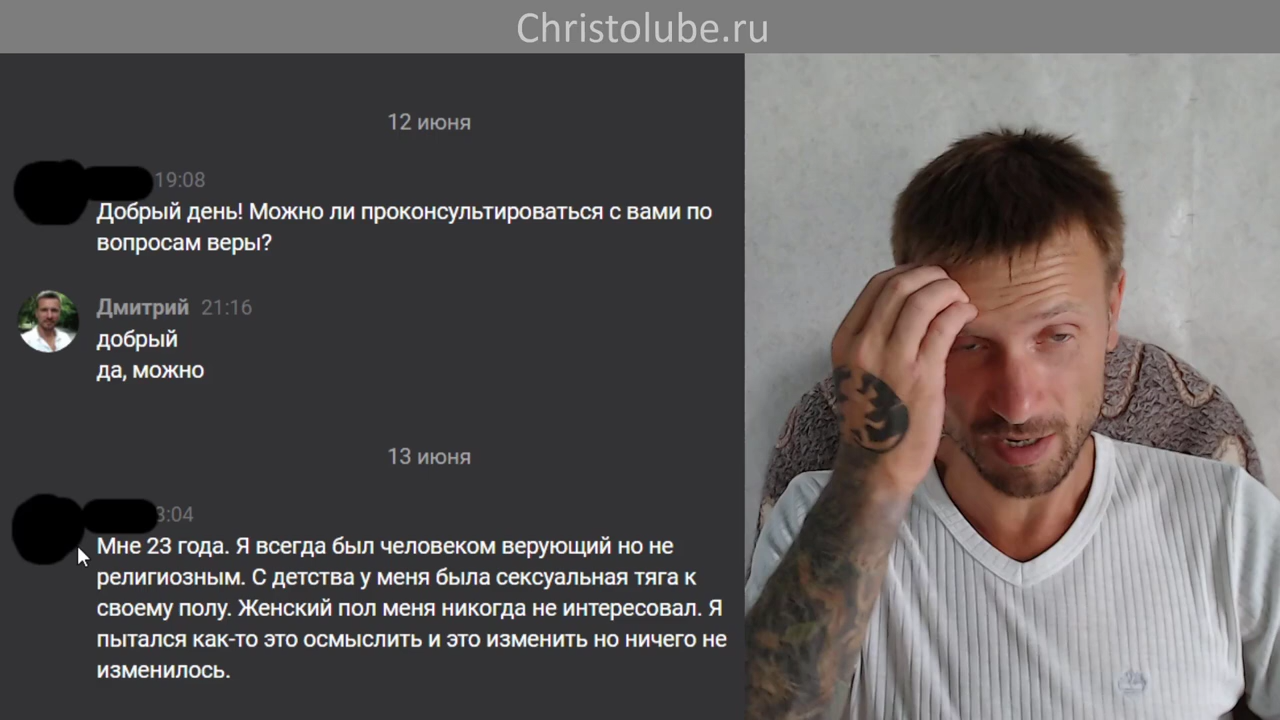 Christolube.ru
12 июня
19:08
Добрый день! Можно ли проконсультироваться с вами по
вопросам веры?
Дмитрий 21:16
добрый
да, можно
13 июня
3:04
Мне 23 года. Я всегда был человеком верующий но не
религиозным. С детства у меня была сексуальная тяга к
своему полу. Женский пол меня никогда не интересовал. Я
пытался как-то это осмыслить и это изменить но ничего не
изменилось.